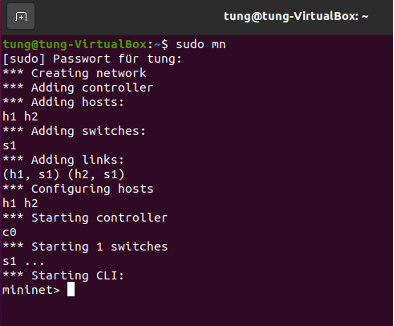 tung@tung-VirtualBox: ~
tung@tung-VirtualBox:~$ sudo mn
[sudo] Passwort für tung:
*** Creating network
*** Adding controller
*** Adding hosts:
h1 h2
*** Adding switches:
s1
*** Adding links:
(h1, s1) (h2, s1)
*** Configuring hosts
h1 h2
*** Starting controller
c0
*** Starting 1 switches
s1 ...
*** Starting CLI:
mininet>